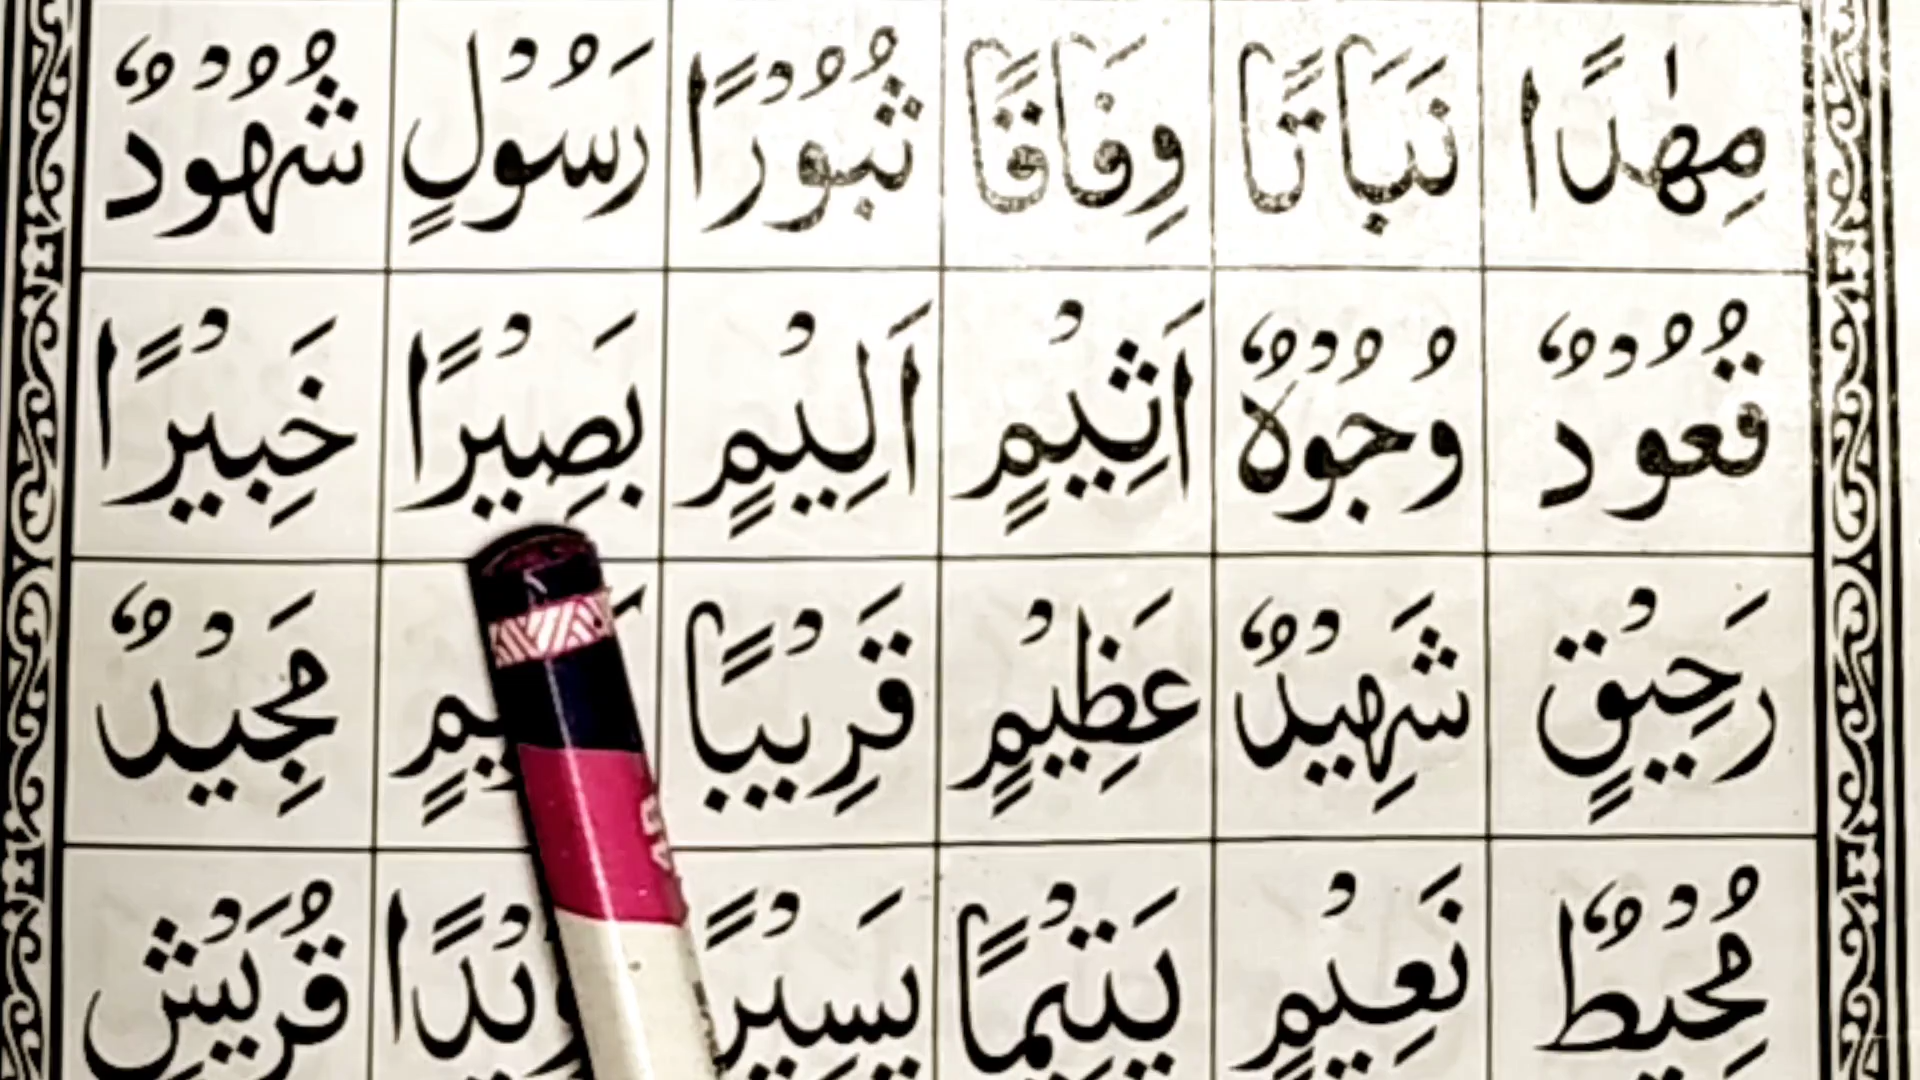 مِهٰدًا نَبَاتًا وِفَاقًا ثُبُوْرًا رَسُوْلٍ شُهُوْدٌ
قُعُوْدٌ وُجُوْهٌ اَثِيْمٍ اَلِيْمٍ بَصِيْرًا خَبِيْرًا
رَحِيْقٍ شَهِيْدٌ عَظِيْمٍ قَرِيْبًا مَجِيْدٌ
مُحِيْطٌ نَعِيْمٍ يَتِيْمًا قُرَيْشٍ